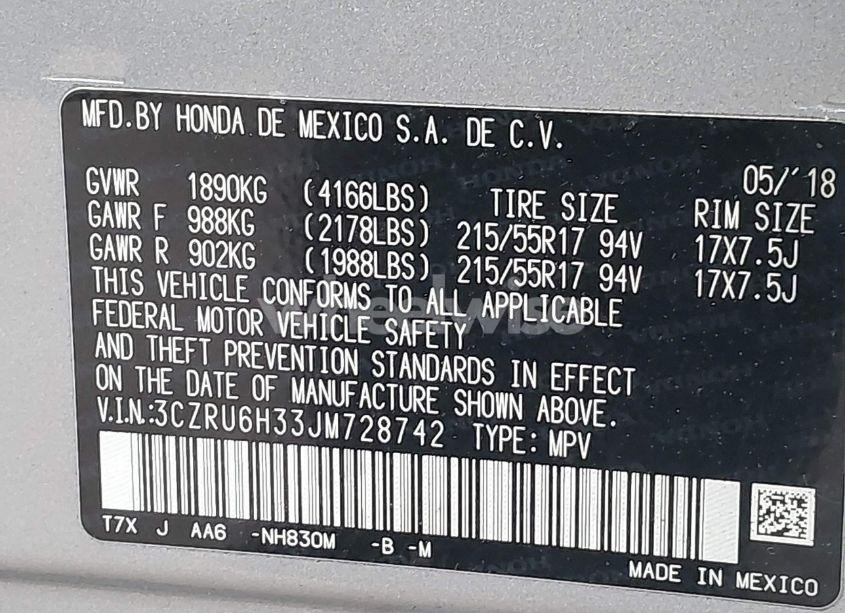 MFD.BY HONDA DE MEXICO S.A. DE C.V.
05/'18
GVWR 1890KG (4166LBS) TIRE SIZE RIM SIZE
GAWR F 988KG (2178LBS) 215/55R17 94V 17X7.5J
GAWR R 902KG (1988LBS) 215/55R17 94V 17X7.5J
THIS VEHICLE CONFORMS TO ALL APPLICABLE
FEDERAL MOTOR VEHICLE SAFETY
AND THEFT PREVENTION STANDARDS IN EFFECT
ON THE DATE OF MANUFACTURE SHOWN ABOVE.
V.I.N.:3CZRU6H33JM728742 TYPE: MPV
T7X J AA6 -NH830M -B -M
MADE IN MEXICO
wheelwise